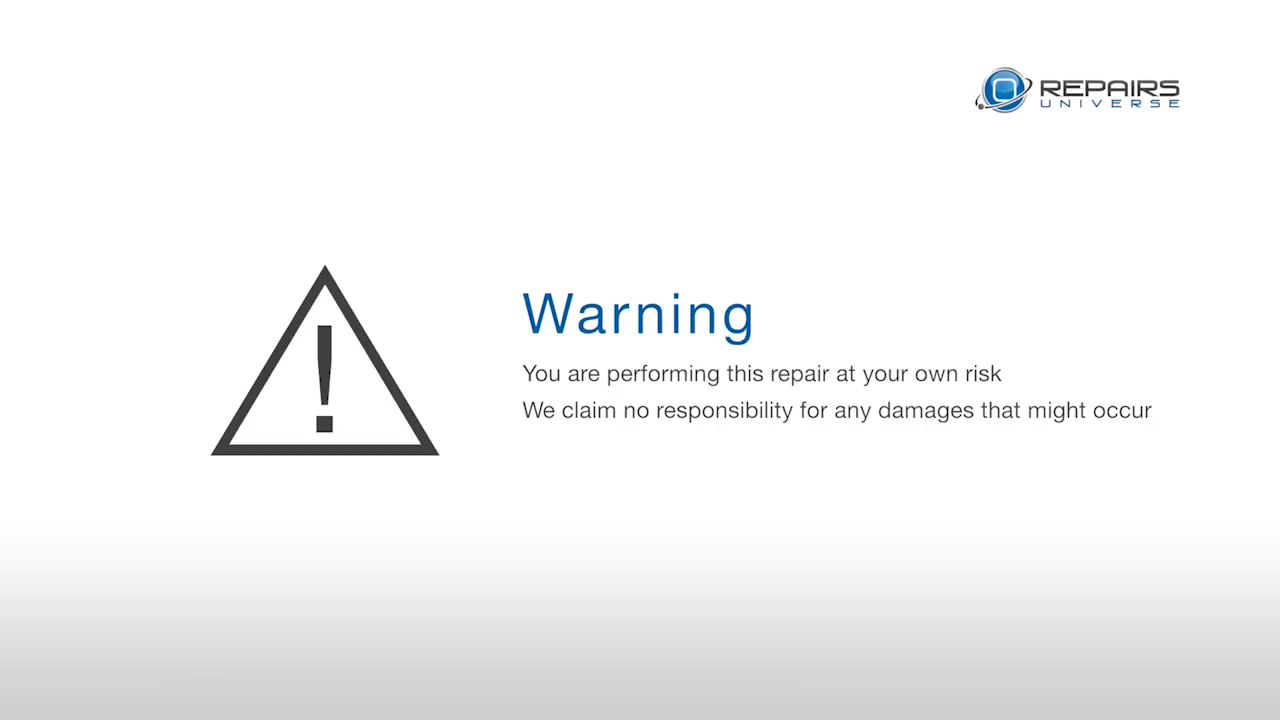 REPAIRS
UNIVERSE
Warning
You are performing this repair at your own risk
We claim no responsibility for any damages that might occur